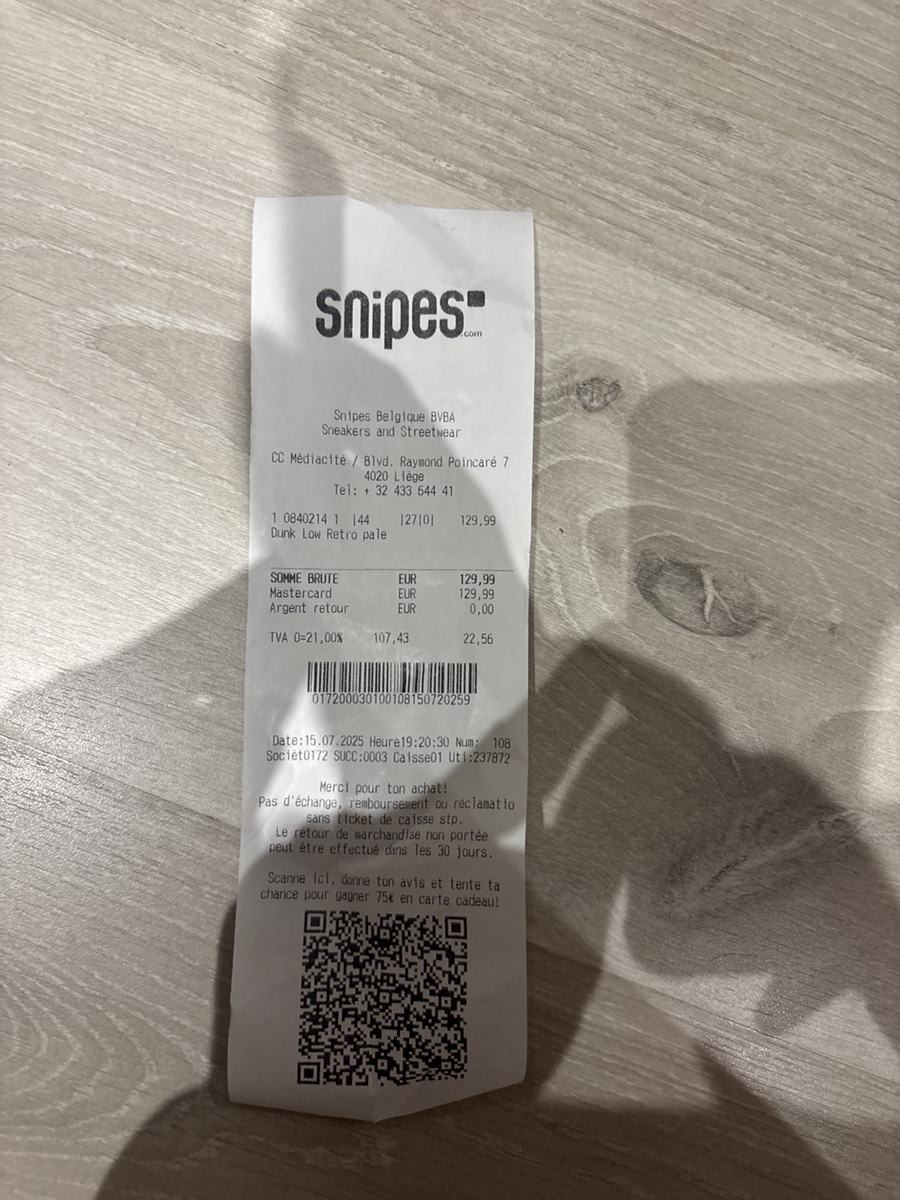 snipes
.com
Snipes Belgique BVBA
Sneakers and Streetwear
CC Médiacité / Blvd. Raymond Poincaré 7
4020 Liège
Tel: + 32 433 644 41
1 0840214 1 |44 |27|0| 129,99
Dunk Low Retro pale
SOMME BRUTE EUR 129,99
Mastercard EUR 129,99
Argent retour EUR 0,00
TVA 0=21,00% 107,43 22,56
017200030100108150720259
Date:15.07.2025 Heure19:20:30 Num: 108
Sociét0172 SUCC:0003 Caisse01 Uti:237872
Merci pour ton achat!
Pas d'échange, remboursement ou réclamatio
sans ticket de caisse stp.
Le retour de marchandise non portée
peut être effectué dans les 30 jours.
Scanne ici, donne ton avis et tente ta
chance pour gagner 75€ en carte cadeau!